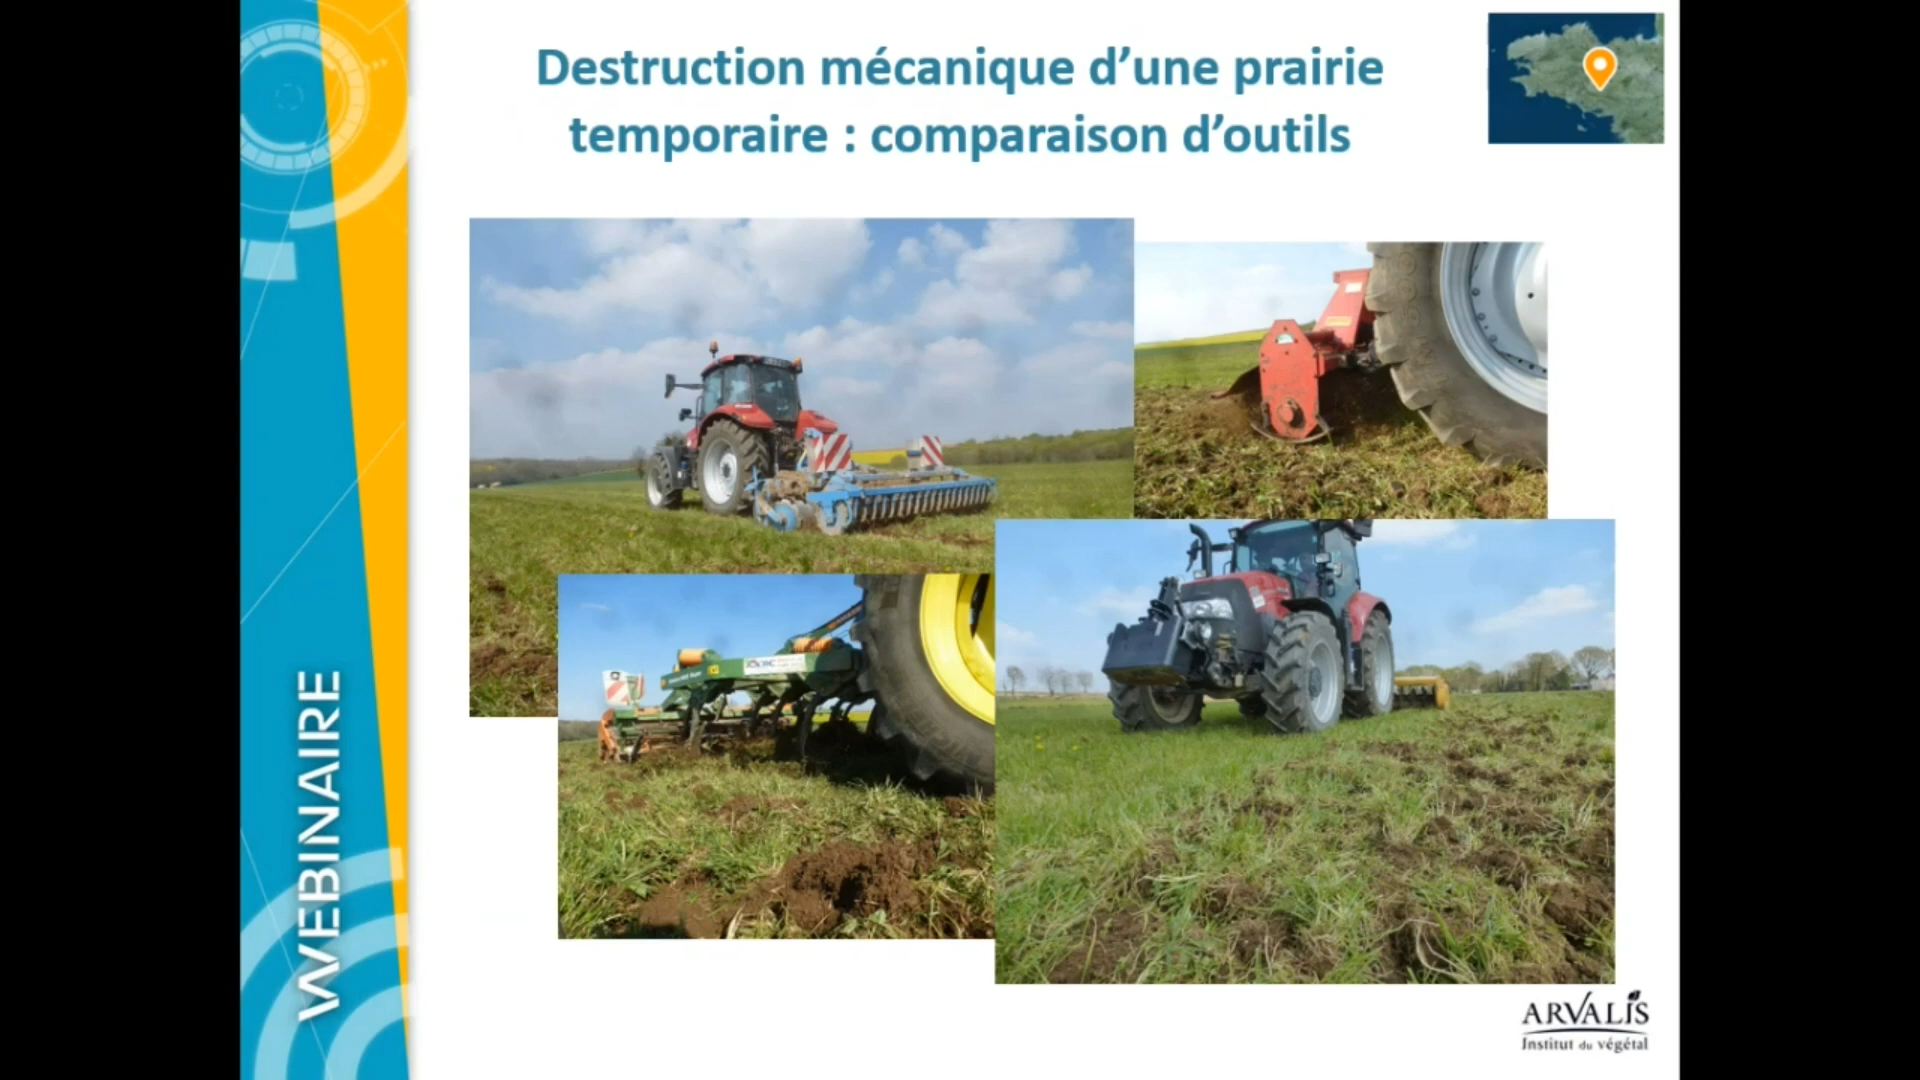 Destruction mécanique d’une prairie
temporaire : comparaison d’outils
WEBINAIRE
ARVALIS
Institut du végétal